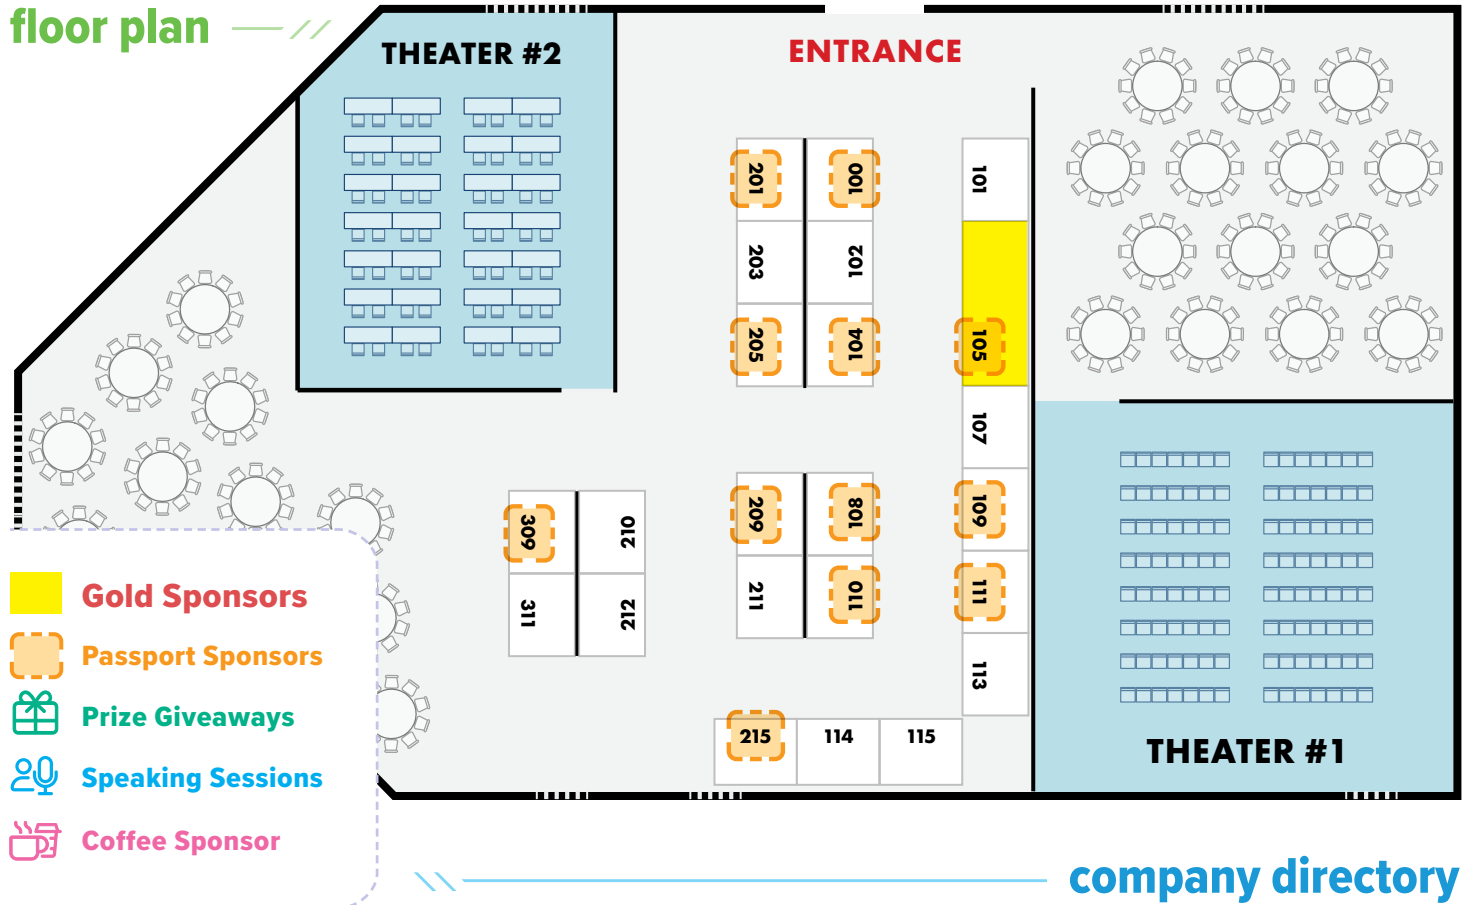 floor plan
THEATER #2
ENTRANCE
201
100
101
203
102
205
104
105
107
309
210
209
108
109
311
212
211
110
111
113
215
114
115
THEATER #1
Gold Sponsors
Passport Sponsors
Prize Giveaways
Speaking Sessions
Coffee Sponsor
company directory